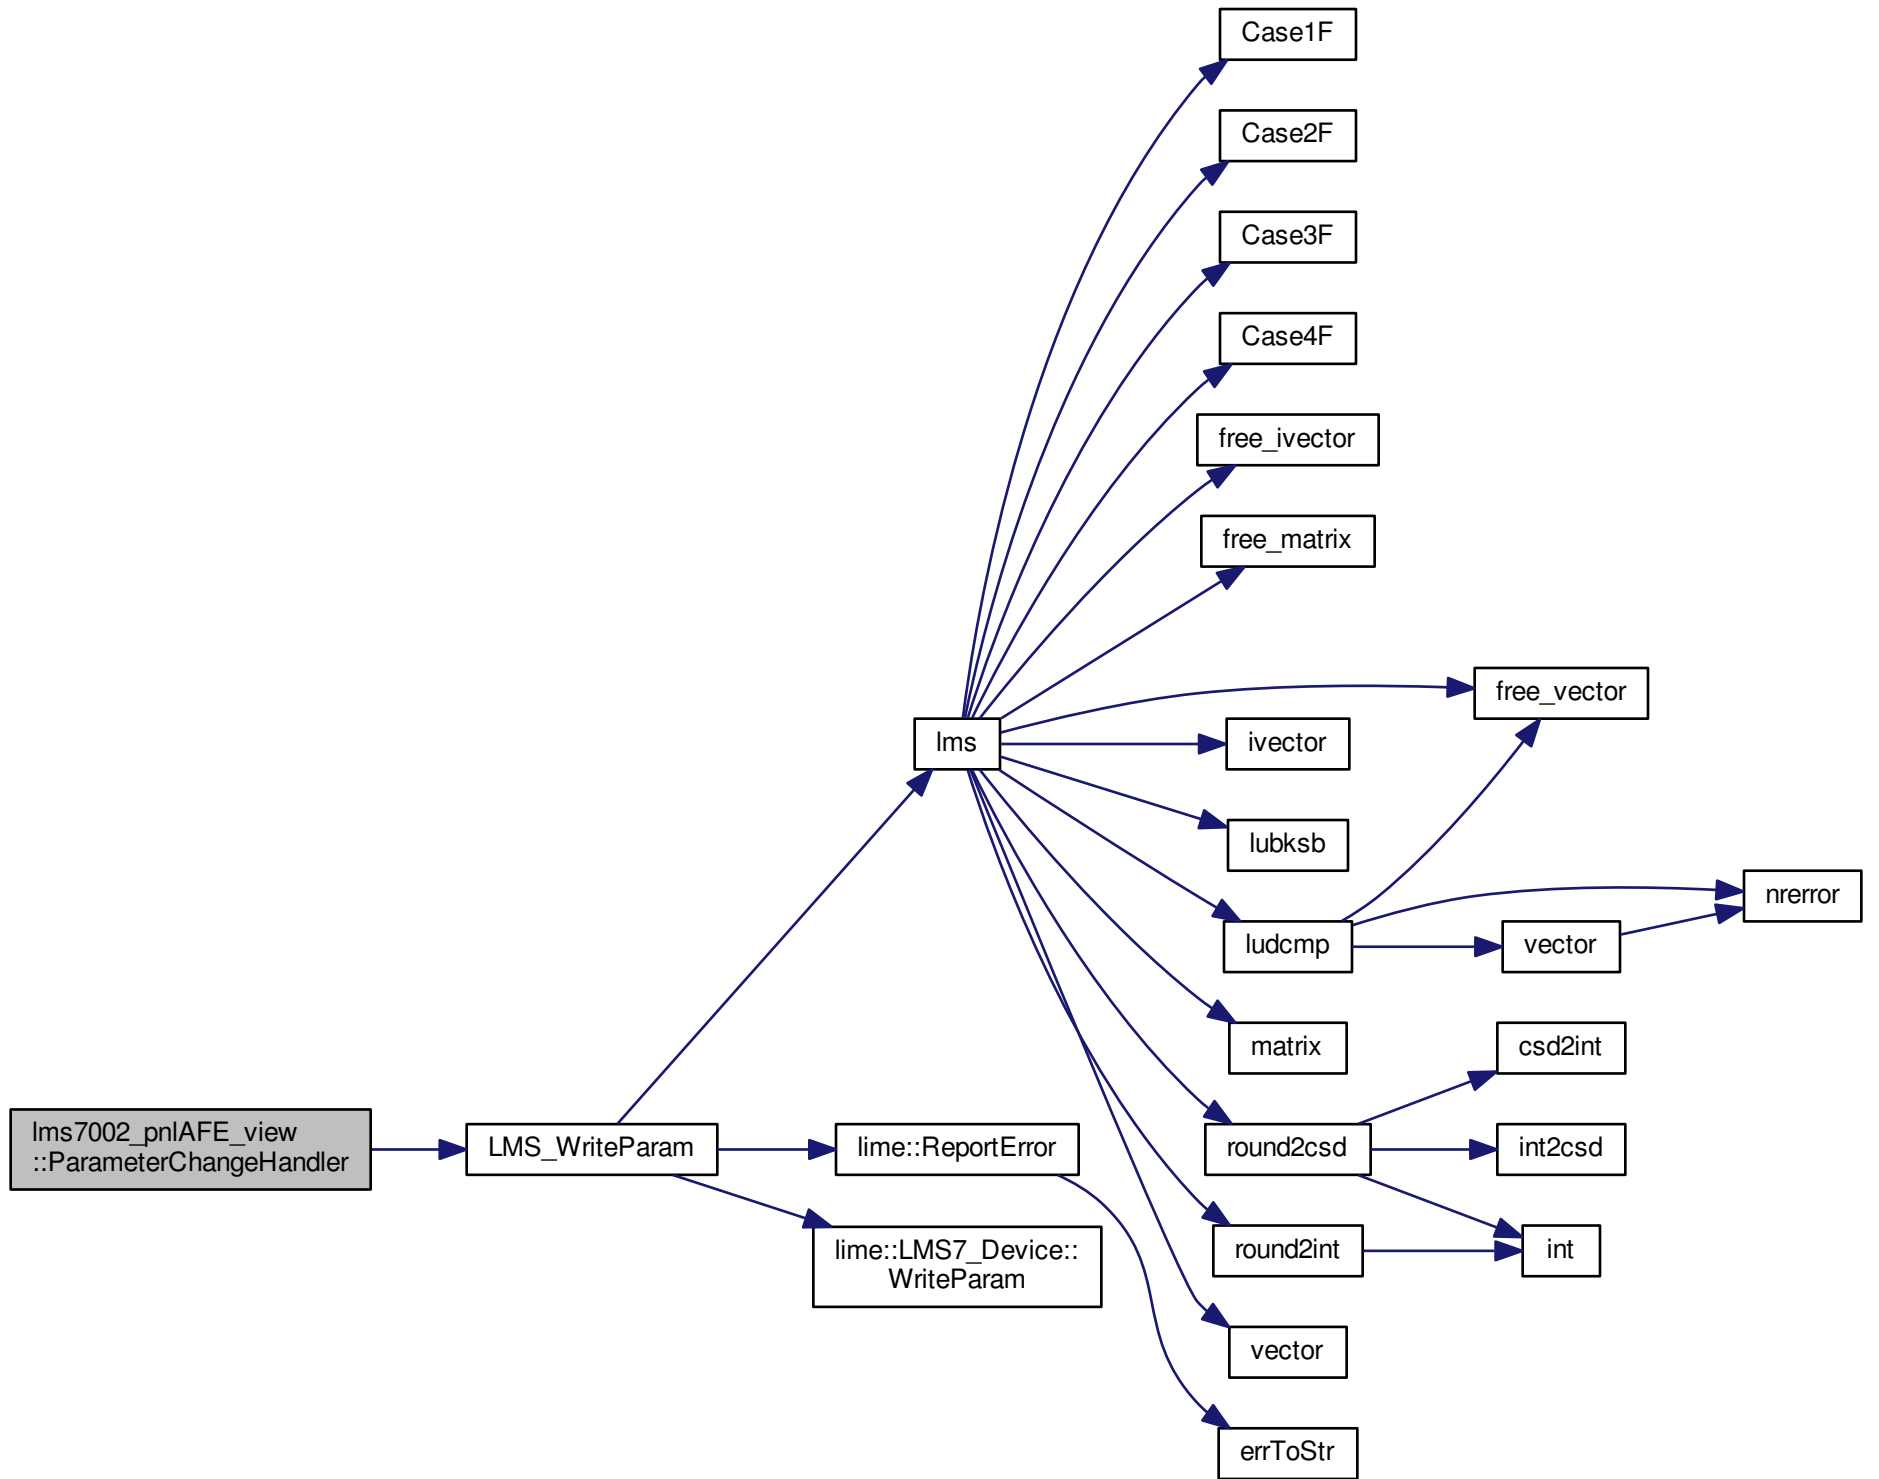 Case1F
Case2F
Case3F
Case4F
free_ivector
free_matrix
free_vector
lms
ivector
lubksb
nrerror
ludcmp
vector
matrix
csd2int
lms7002_pnlAFE_view
::ParameterChangeHandler
LMS_WriteParam
lime::ReportError
round2csd
int2csd
lime::LMS7_Device::
WriteParam
round2int
int
vector
errToStr